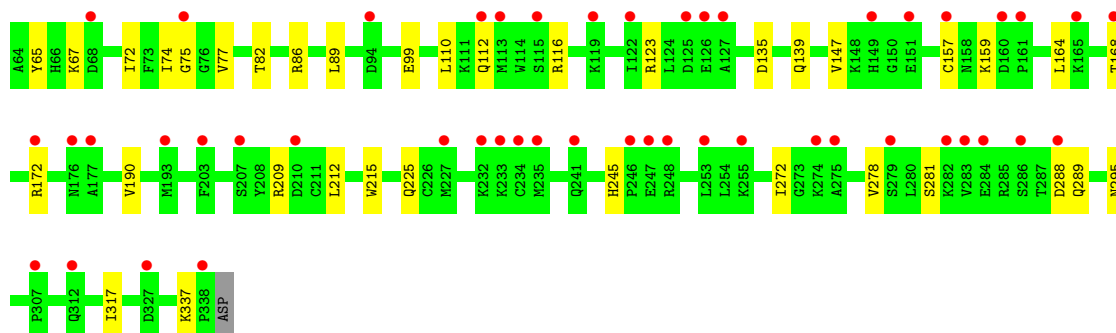 A64 Y65 H66 K67 D68 I72 F73 I74 G75 G76 V77 T82 R86 L89 D94 E99 L110 K111 Q112 M113 W114 S115 R116 K119 I122 R123 L124 D125 E126 A127 D135 Q139 V147 K148 H149 G150 E151 C157 N158 K159 D160 P161 L164 K165 T168
R172 N176 A177 V190 M193 F203 S207 Y208 R209 D210 C211 L212 W215 Q225 C226 M227 K232 K233 C234 M235 Q241 H245 P246 E247 R248 L253 L254 K255 I272 G273 K274 A275 V278 S279 L280 S281 K282 V283 E284 R285 S286 T287 D288 Q289
P307 Q312 I317 D327 K337 P338 ASP